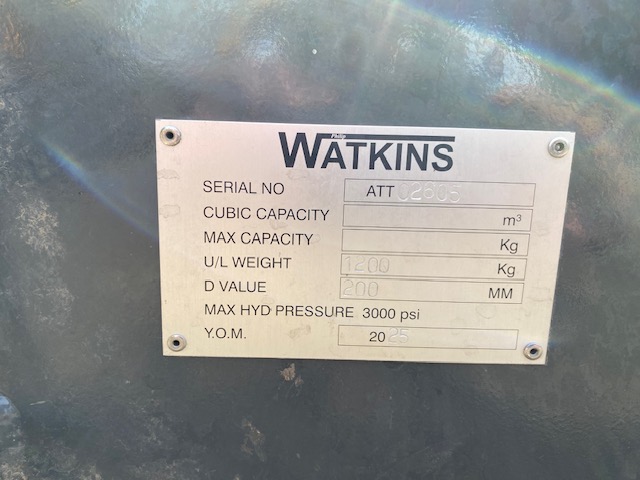 Philip
WATKINS
SERIAL NO ATT 02605
CUBIC CAPACITY m³
MAX CAPACITY Kg
U/L WEIGHT 1200 Kg
D VALUE 200 MM
MAX HYD PRESSURE 3000 psi
Y.O.M. 2025